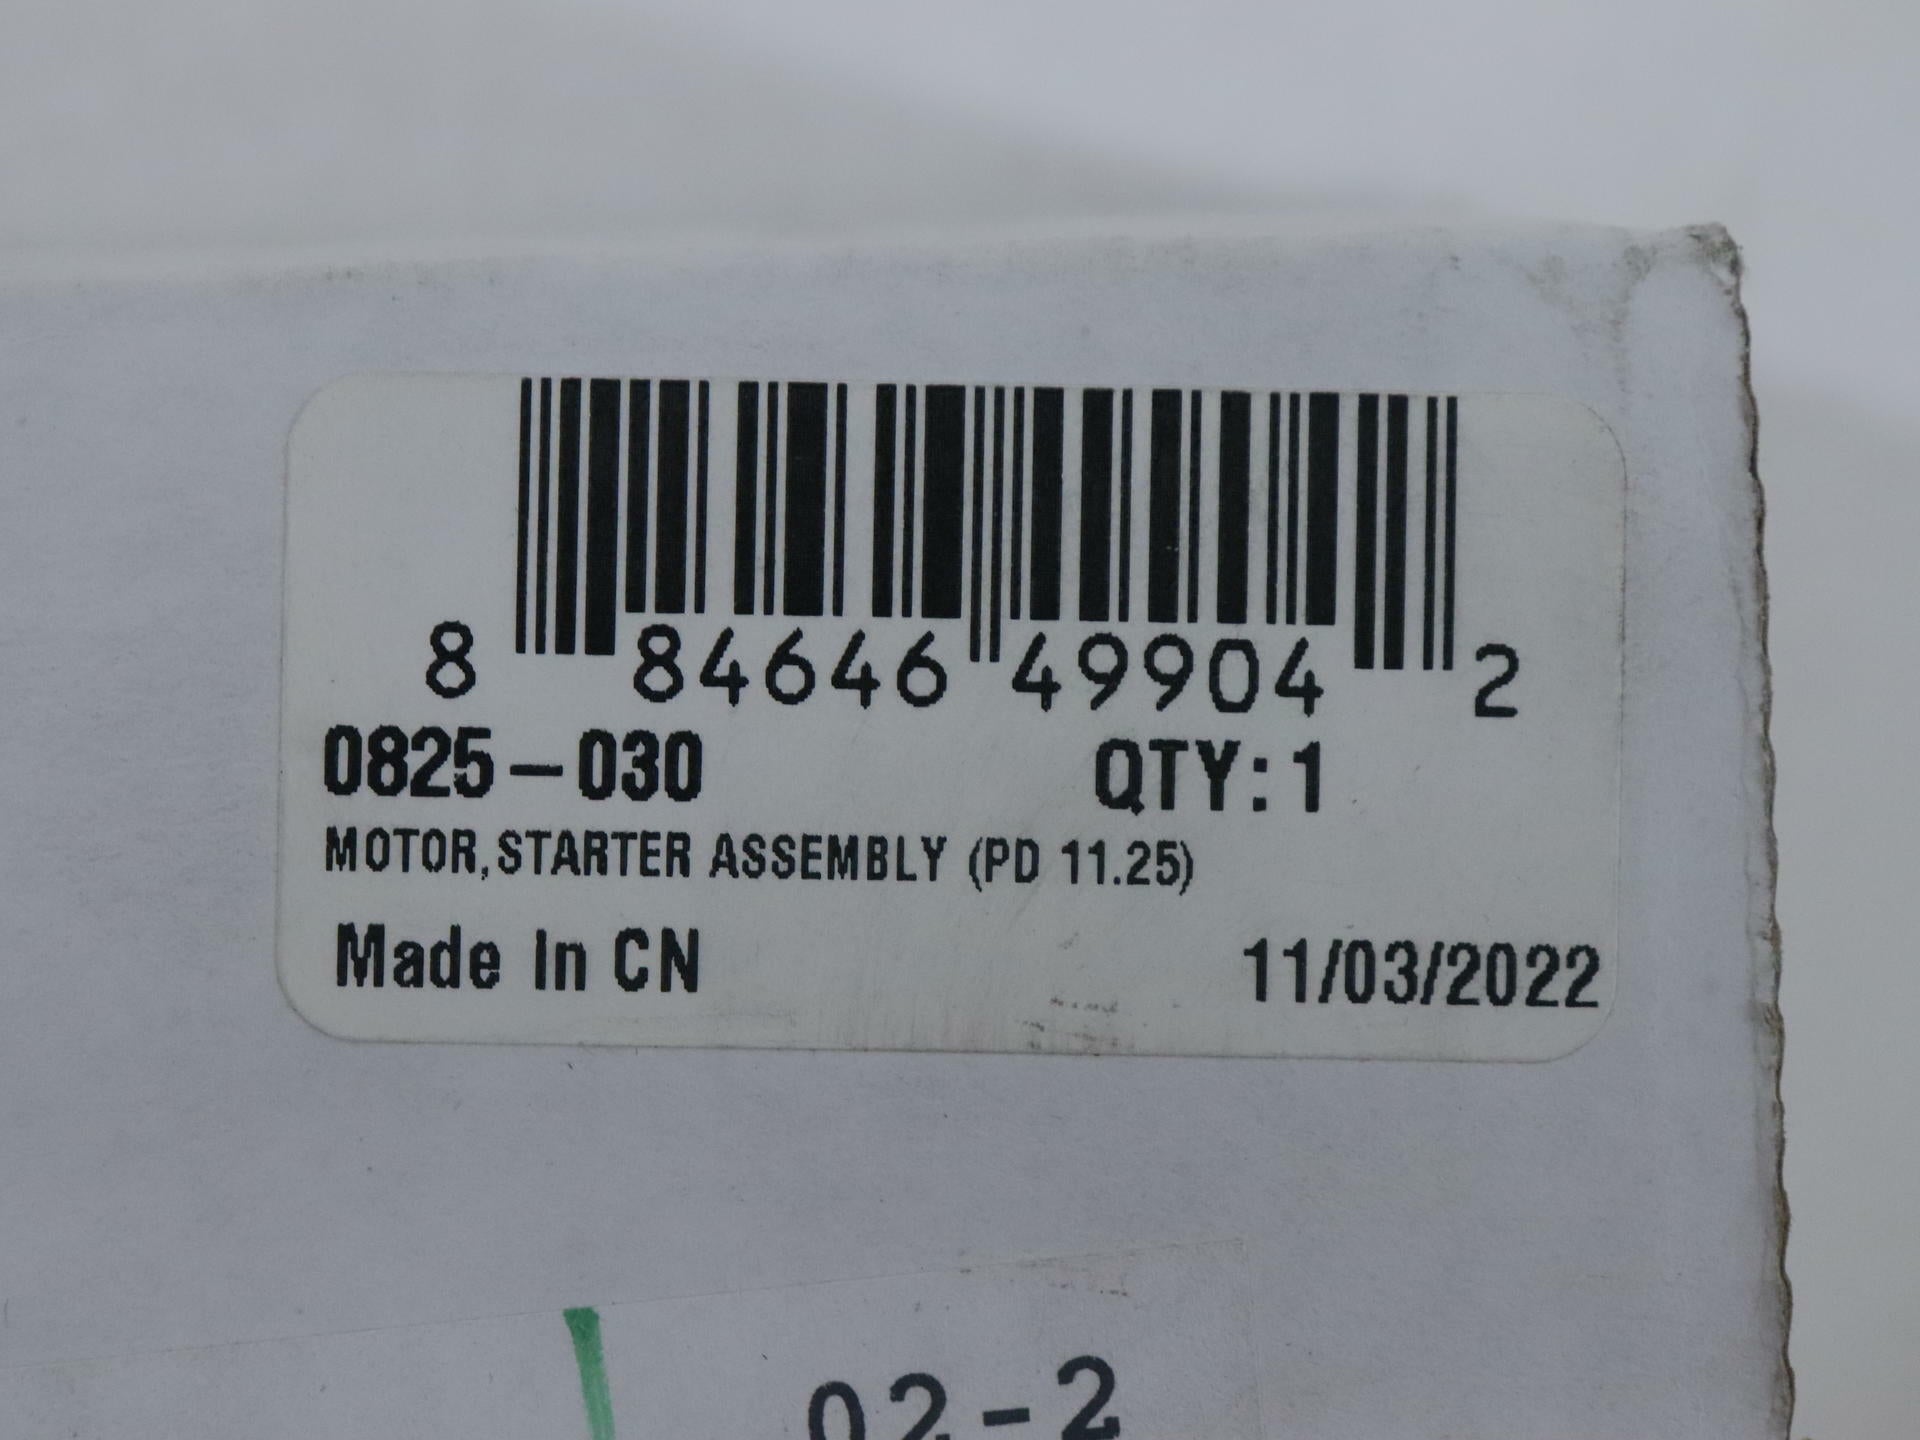 8 84646 49904 2
0825-030 QTY:1
MOTOR,STARTER ASSEMBLY (PD 11.25)
Made In CN 11/03/2022
02-2